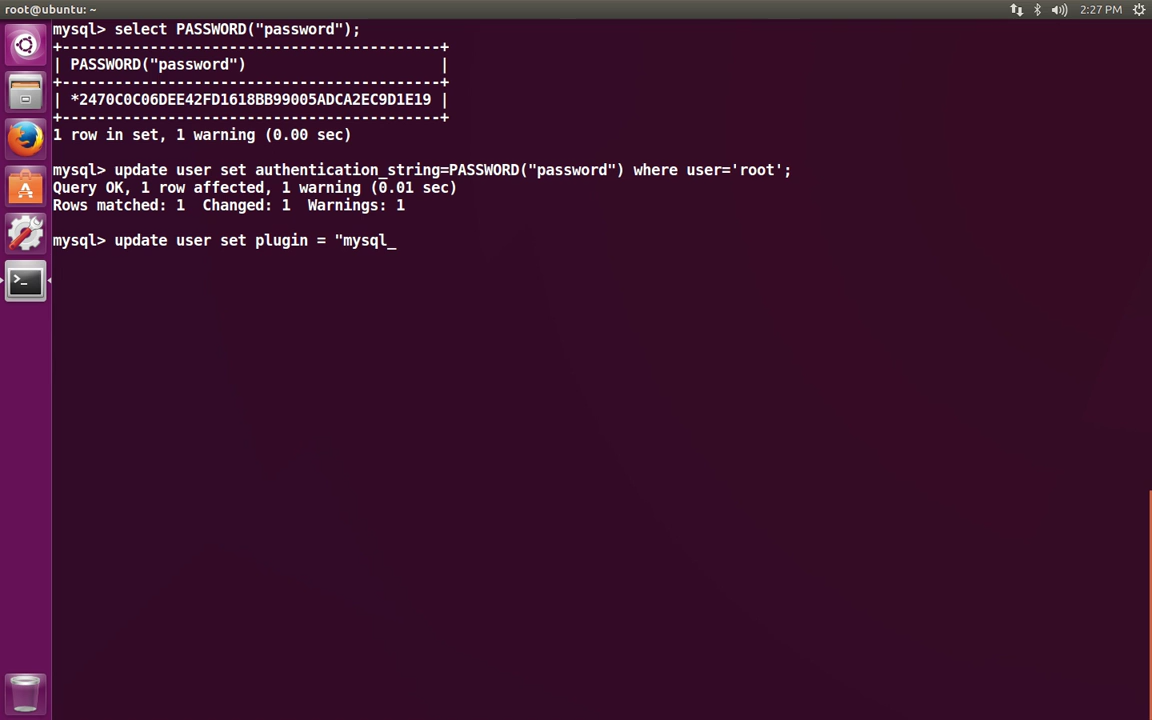 root@ubuntu: ~
2:27 PM
mysql> select PASSWORD("password");
+-------------------------------------------+
| PASSWORD("password")                      |
+-------------------------------------------+
| *2470C0C06DEE42FD1618BB99005ADCA2EC9D1E19 |
+-------------------------------------------+
1 row in set, 1 warning (0.00 sec)
mysql> update user set authentication_string=PASSWORD("password") where user='root';
Query OK, 1 row affected, 1 warning (0.01 sec)
Rows matched: 1  Changed: 1  Warnings: 1
mysql> update user set plugin = "mysql_